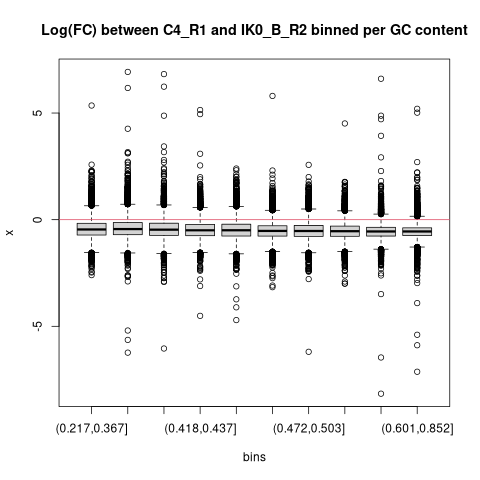 Log(FC) between C4_R1 and IK0_B_R2 binned per GC content
5
0
-5
x
(0.217,0.367]
(0.418,0.437]
(0.472,0.503]
(0.601,0.852]
bins